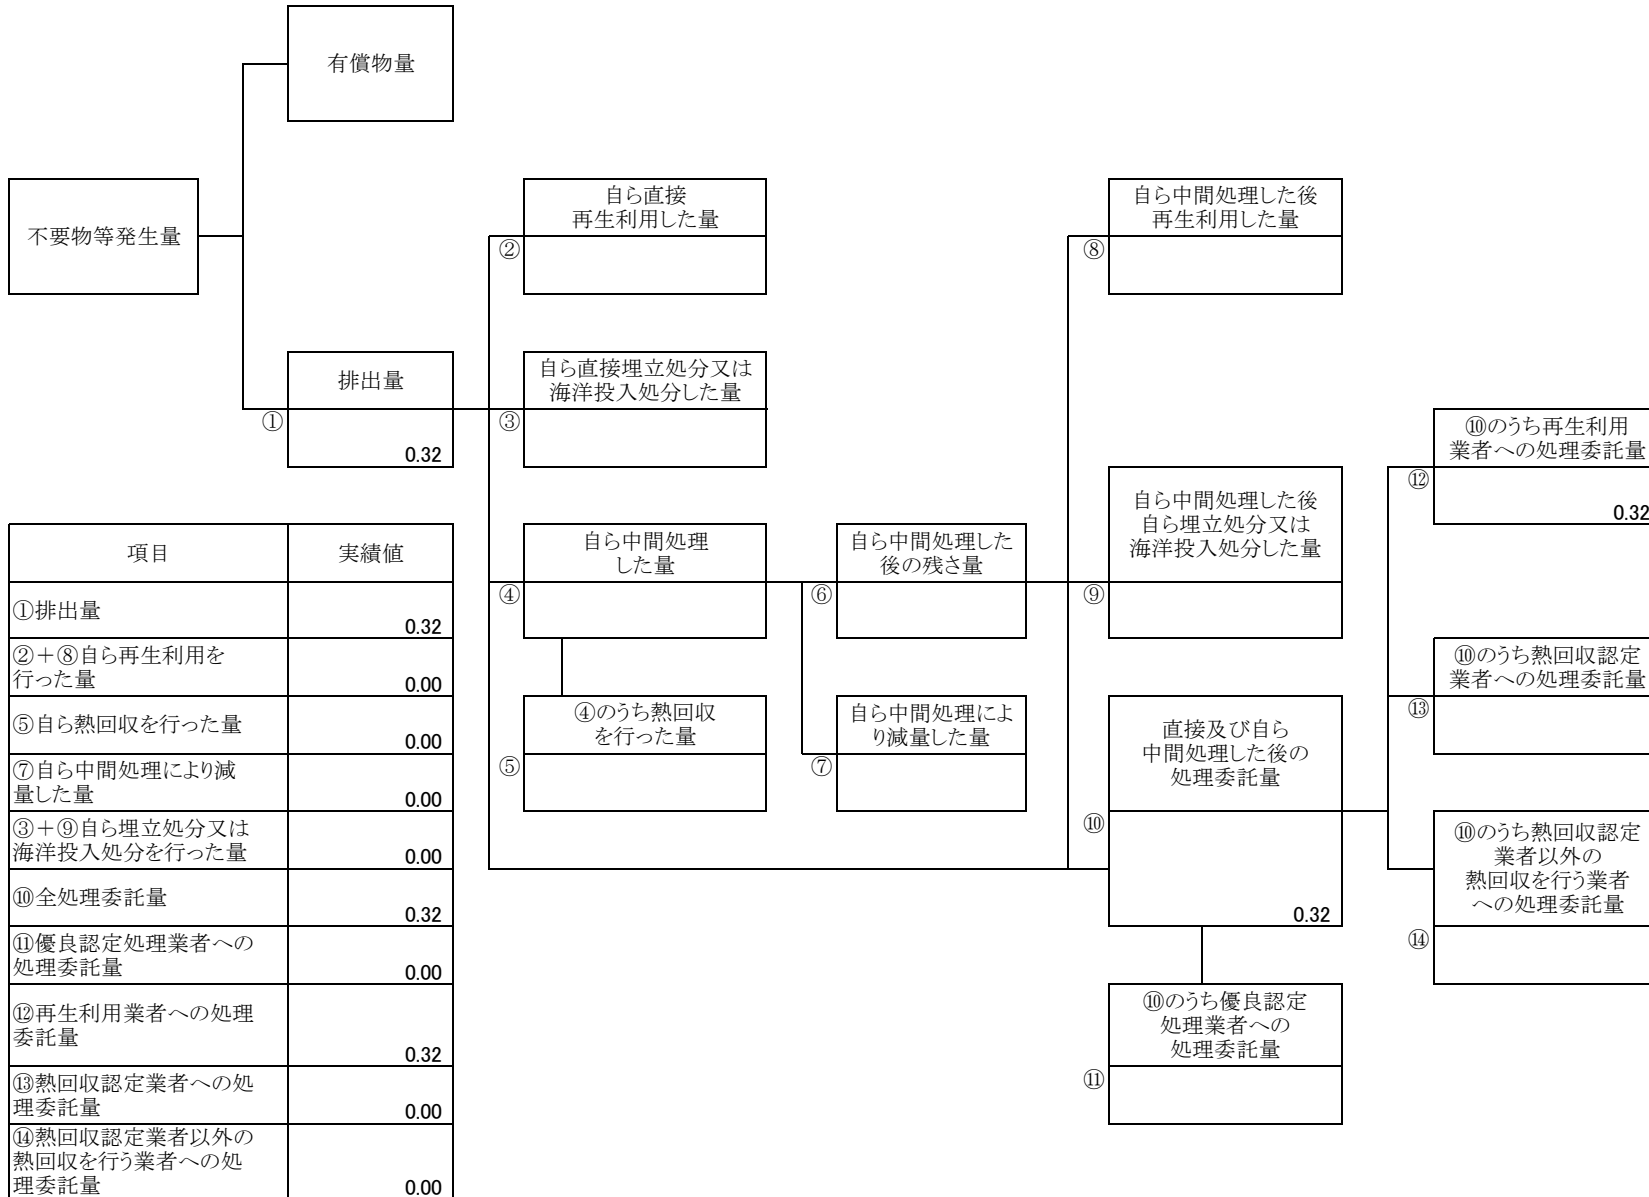 有償物量
不要物等発生量
自ら直接
再生利用した量
②
自ら中間処理した後
再生利用した量
⑧
排出量
①
0.32
自ら直接埋立処分又は
海洋投入処分した量
③
⑩のうち再生利用
業者への処理委託量
⑫
0.32
自ら中間処理
した量
④
自ら中間処理した
後の残さ量
⑥
自ら中間処理した後
自ら埋立処分又は
海洋投入処分した量
⑨
④のうち熱回収
を行った量
⑤
自ら中間処理によ
り減量した量
⑦
直接及び自ら
中間処理した後の
処理委託量
⑩
0.32
⑩のうち熱回収認定
業者への処理委託量
⑬
⑩のうち熱回収認定
業者以外の
熱回収を行う業者
への処理委託量
⑭
⑩のうち優良認定
処理業者への
処理委託量
⑪
項目 実績値
①排出量
0.32
②+⑧自ら再生利用を
行った量
0.00
⑤自ら熱回収を行った量
0.00
⑦自ら中間処理により減
量した量
0.00
③+⑨自ら埋立処分又は
海洋投入処分を行った量
0.00
⑩全処理委託量
0.32
⑪優良認定処理業者への
処理委託量
0.00
⑫再生利用業者への処理
委託量
0.32
⑬熱回収認定業者への処
理委託量
0.00
⑭熱回収認定業者以外の
熱回収を行う業者への処
理委託量
0.00